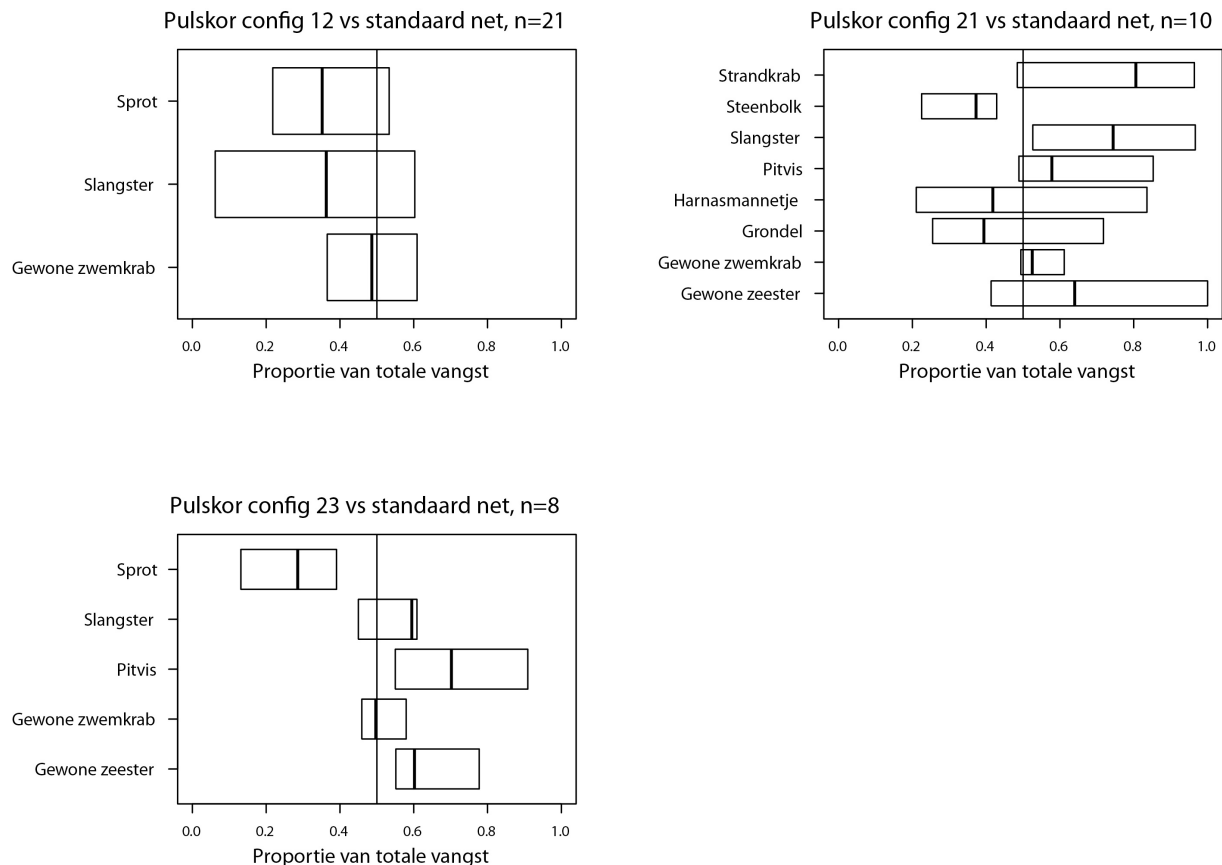 Pulskor config 12 vs standaard net, n=21
Sprot
Slangster
Gewone zwemkrab
0.0 0.2 0.4 0.6 0.8 1.0
Proportie van totale vangst
Pulskor config 21 vs standaard net, n=10
Strandkrab
Steenbolk
Slangster
Pitvis
Harnasmannetje
Grondel
Gewone zwemkrab
Gewone zeester
0.0 0.2 0.4 0.6 0.8 1.0
Proportie van totale vangst
Pulskor config 23 vs standaard net, n=8
Sprot
Slangster
Pitvis
Gewone zwemkrab
Gewone zeester
0.0 0.2 0.4 0.6 0.8 1.0
Proportie van totale vangst